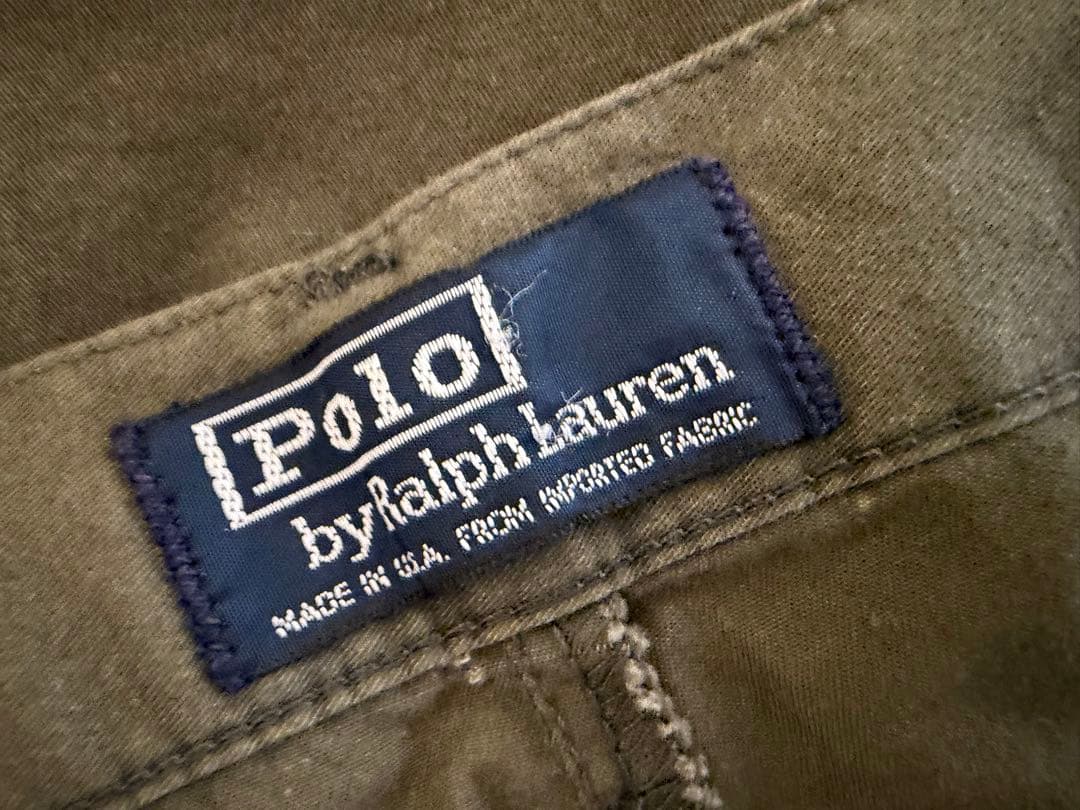 Polo
by Ralph Lauren
MADE IN U.A. FROM IMPORTED FABRIC